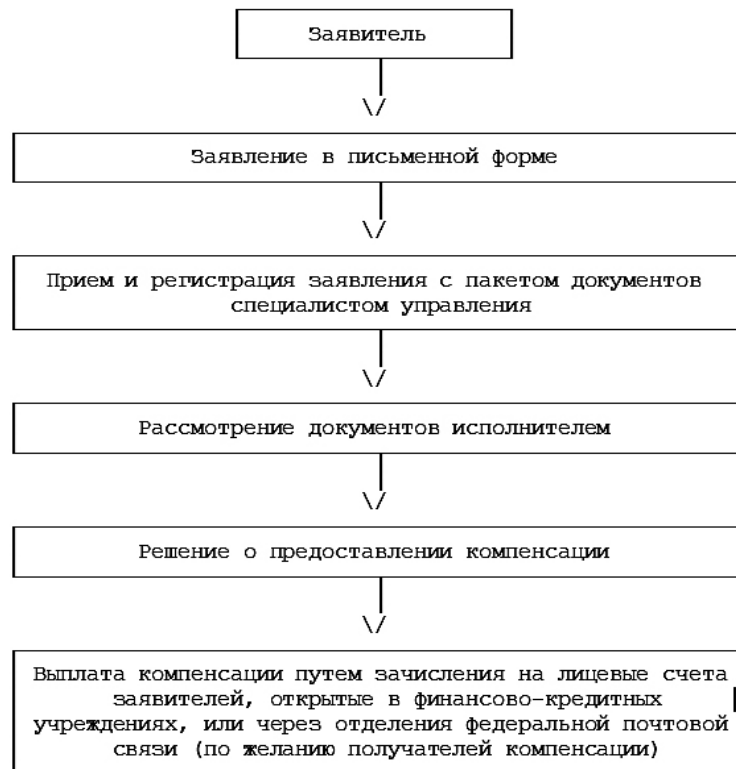 Заявитель
Заявление в письменной форме
Прием и регистрация заявления с пакетом документов
специалистом управления
Рассмотрение документов исполнителем
Решение о предоставлении компенсации
Выплата компенсации путем зачисления на лицевые счета
заявителей, открытые в финансово-кредитных
учреждениях, или через отделения федеральной почтовой
связи (по желанию получателей компенсации)